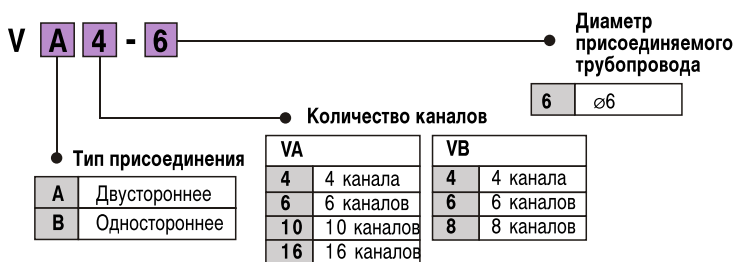 V A 4 - 6
Диаметр
присоединяемого
трубопровода
6 ⌀6
Количество каналов
VA
4 4 канала
6 6 каналов
10 10 каналов
16 16 каналов
VB
4 4 канала
6 6 каналов
8 8 каналов
Тип присоединения
A Двустороннее
B Одностороннее